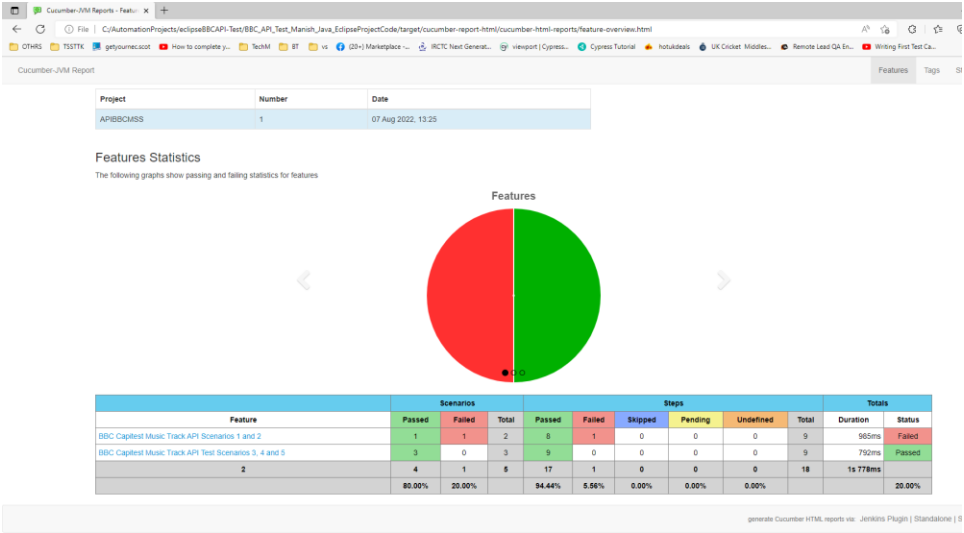 Cucumber-JVM Reports - Featur
File C:/AutomationProjects/eclipseBBCAPI-Test/BBC_API_Test_Manish_Java_EdipseProjectCode/target/cucumber-report-html/cucumber-html-reports/feature-overview.html
OTHRS TSSTTK getyournec.scot How to complete y... TechM BT vs (20+) Marketplace -... IRCTC Next Generat... viewport | Cypress... Cypress Tutorial hotukdeals UK Cricket Middles... Remote Lead QA En... Writing First Test Ca...
Cucumber-JVM Report Features Tags St
Project Number Date
APIBBCMSS 1 07 Aug 2022, 13:25
Features Statistics
The following graphs show passing and failing statistics for features
Features
Scenarios Steps Totals
Feature Passed Failed Total Passed Failed Skipped Pending Undefined Total Duration Status
BBC Capitest Music Track API Scenarios 1 and 2 1 1 2 8 1 0 0 0 9 985ms Failed
BBC Capitest Music Track API Test Scenarios 3, 4 and 5 3 0 3 9 0 0 0 0 9 792ms Passed
2 4 1 5 17 1 0 0 0 18 1s 778ms
80.00% 20.00% 94.44% 5.56% 0.00% 0.00% 0.00% 20.00%
generate Cucumber HTML reports via: Jenkins Plugin | Standalone | S